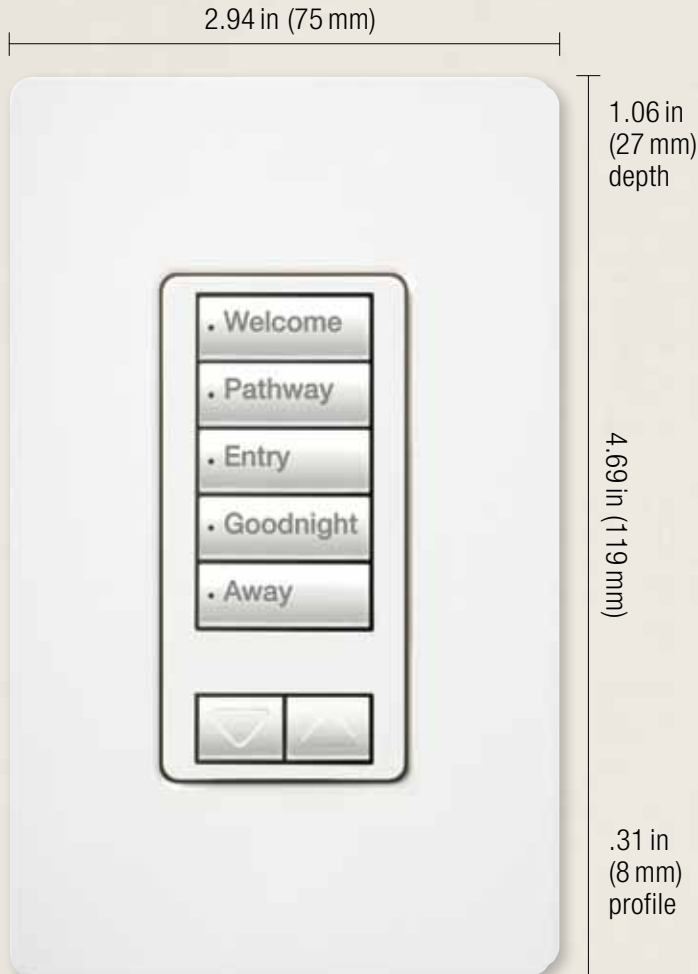 2.94 in (75 mm)
1.06 in
(27 mm)
depth
Welcome
Pathway
Entry
Goodnight
Away
4.69 in (119 mm)
.31 in
(8 mm)
profile